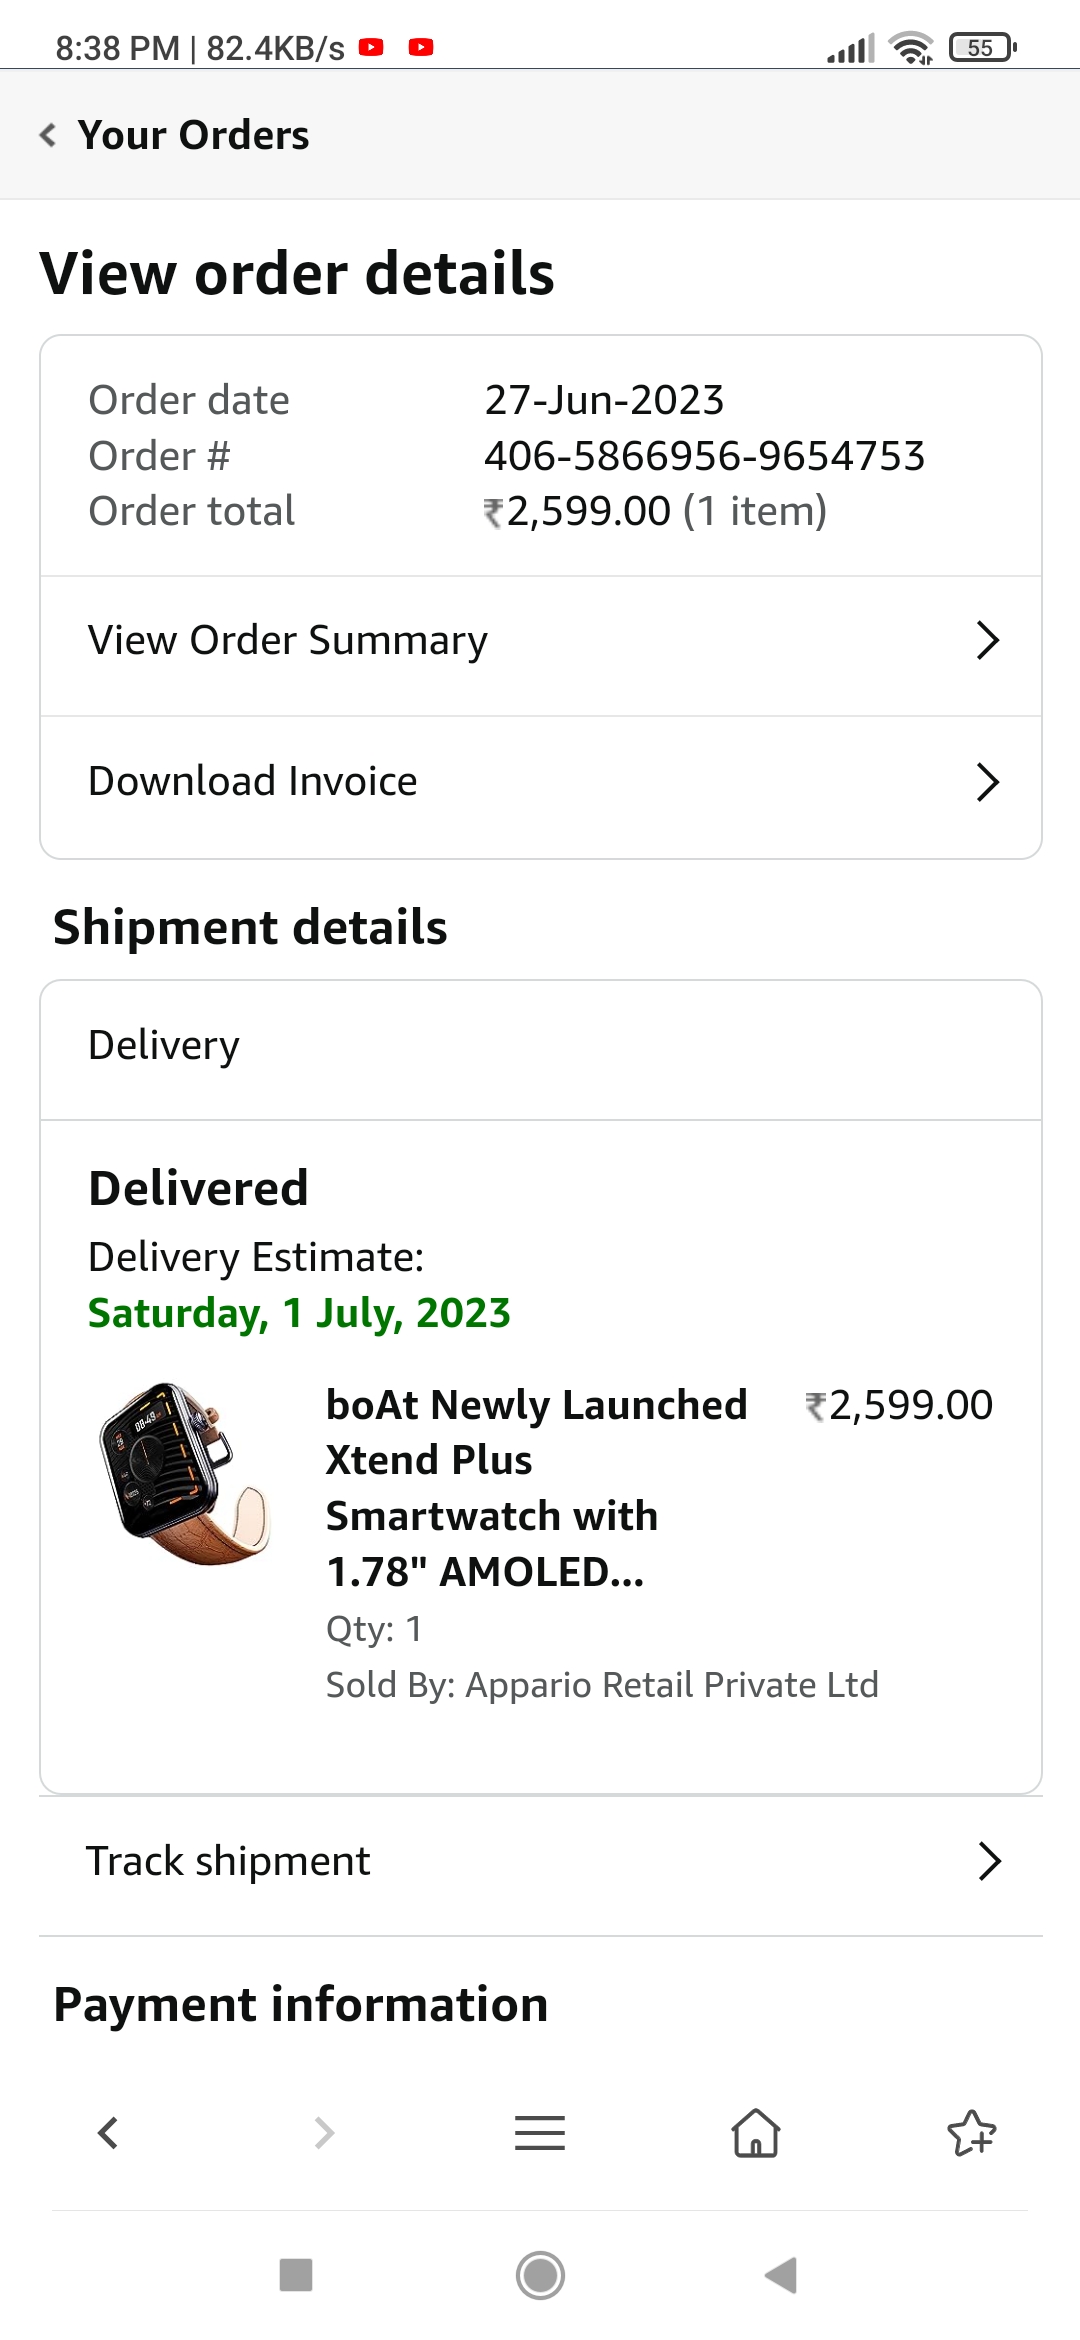 8:38 PM | 82.4KB/s
55
Your Orders
View order details
Order date 27-Jun-2023
Order # 406-5866956-9654753
Order total ₹2,599.00 (1 item)
View Order Summary
Download Invoice
Shipment details
Delivery
Delivered
Delivery Estimate:
Saturday, 1 July, 2023
boAt Newly Launched ₹2,599.00
Xtend Plus
Smartwatch with
1.78" AMOLED...
Qty: 1
Sold By: Appario Retail Private Ltd
08:43
Track shipment
Payment information